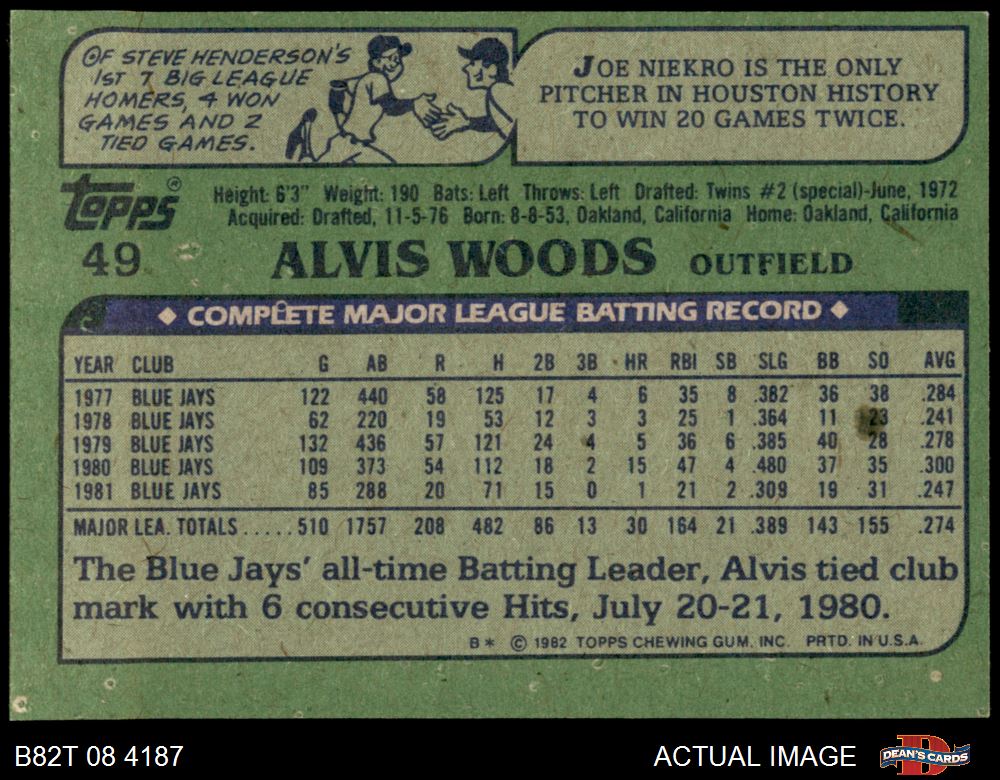 OF STEVE HENDERSON'S
1ST 7 BIG LEAGUE
HOMERS, 4 WON
GAMES AND 2
TIED GAMES.
JOE NIEKRO IS THE ONLY
PITCHER IN HOUSTON HISTORY
TO WIN 20 GAMES TWICE.
Topps®
Height: 6'3" Weight: 190 Bats: Left Throws: Left Drafted: Twins #2 (special)-June, 1972
Acquired: Drafted, 11-5-76 Born: 8-8-53, Oakland, California Home: Oakland, California
49 ALVIS WOODS OUTFIELD
◆ COMPLETE MAJOR LEAGUE BATTING RECORD ◆
YEAR CLUB G AB R H 2B 3B HR RBI SB SLG BB SO AVG
1977 BLUE JAYS 122 440 58 125 17 4 6 35 8 .382 36 38 .284
1978 BLUE JAYS 62 220 19 53 12 3 3 25 1 .364 11 23 .241
1979 BLUE JAYS 132 436 57 121 24 4 5 36 6 .385 40 28 .278
1980 BLUE JAYS 109 373 54 112 18 2 15 47 4 .480 37 35 .300
1981 BLUE JAYS 85 288 20 71 15 0 1 21 2 .309 19 31 .247
MAJOR LEA. TOTALS ..... 510 1757 208 482 86 13 30 164 21 .389 143 155 .274
The Blue Jays' all-time Batting Leader, Alvis tied club
mark with 6 consecutive Hits, July 20-21, 1980.
B* © 1982 TOPPS CHEWING GUM, INC. PRTD. IN U.S.A.
B82T 08 4187
ACTUAL IMAGE
DEAN'S CARDS